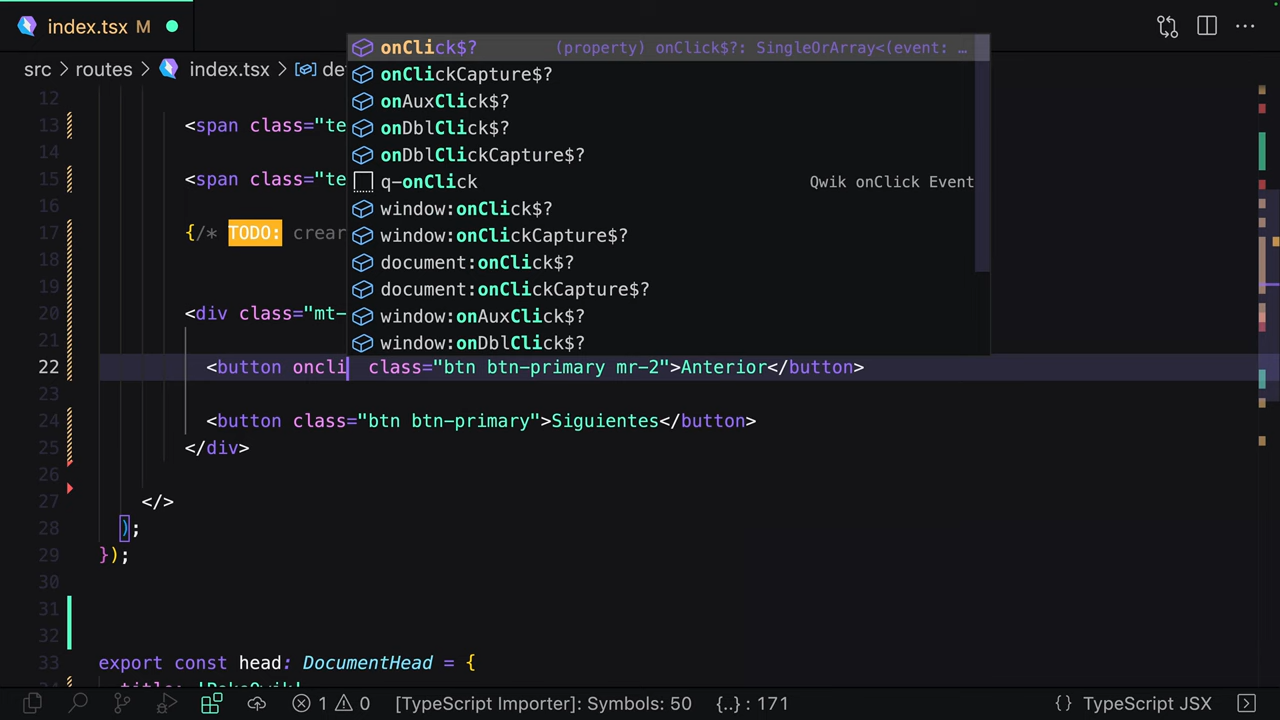 index.tsx M
src > routes > index.tsx > de
onClick$? (property) onClick$?: SingleOrArray<(event: …
onClickCapture$?
onAuxClick$?
onDblClick$?
onDblClickCapture$?
q-onClick Qwik onClick Event
window:onClick$?
window:onClickCapture$?
document:onClick$?
document:onClickCapture$?
window:onAuxClick$?
window:onDblClick$?
12
13 <span class="te
14
15 <span class="te
16
17 {/* TODO: crear
18
19
20 <div class="mt-
21
22 <button oncli class="btn btn-primary mr-2">Anterior</button>
23
24 <button class="btn btn-primary">Siguientes</button>
25 </div>
26
27 </>
28 );
29 });
30
31
32
33 export const head: DocumentHead = {
1 0 [TypeScript Importer]: Symbols: 50 {..} : 171 {} TypeScript JSX